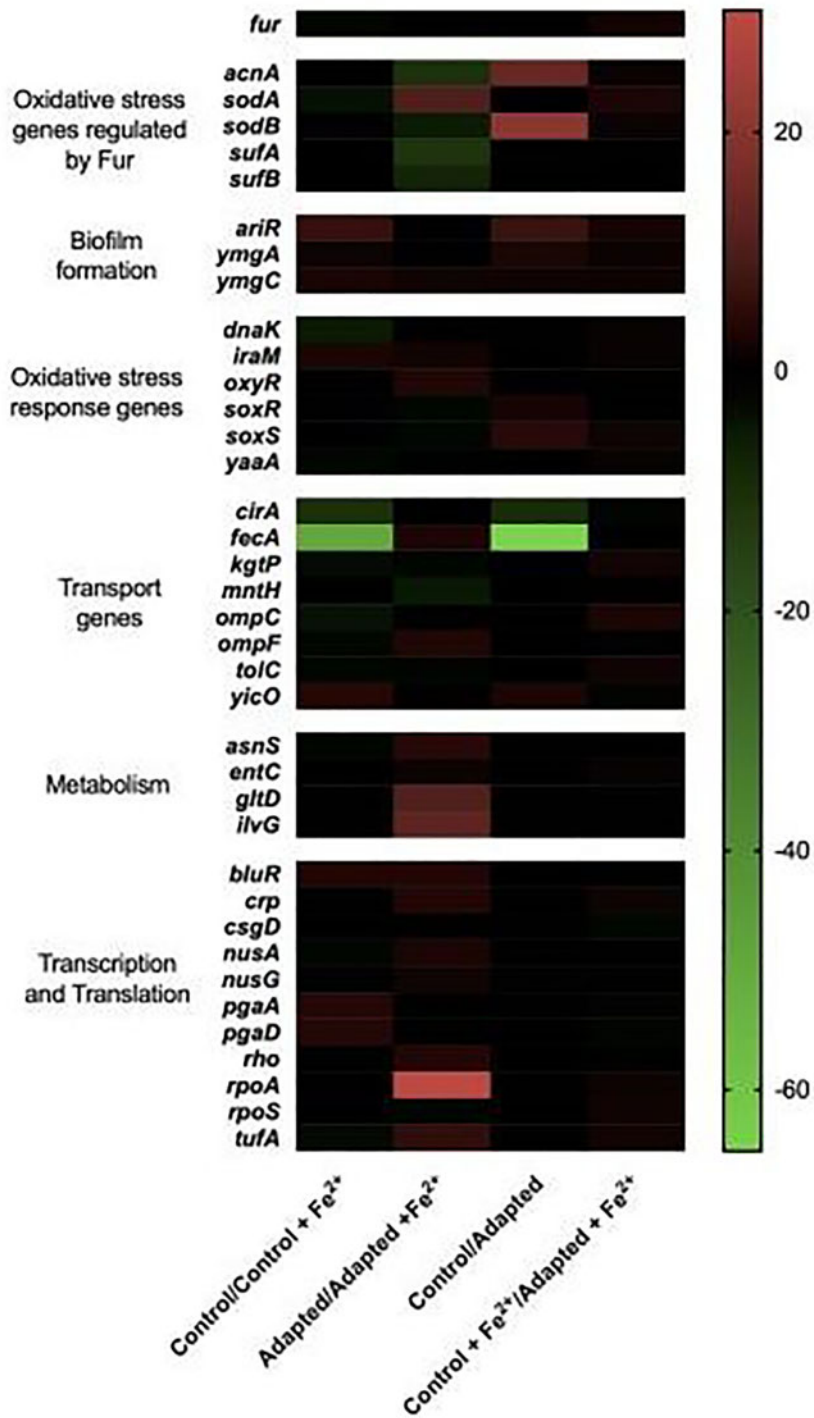 fur
Oxidative stress
genes regulated
by Fur
acnA
sodA
sodB
sufA
sufB
Biofilm
formation
ariR
ymgA
ymgC
Oxidative stress
response genes
dnaK
iraM
oxyR
soxR
soxS
yaaA
Transport
genes
cirA
fecA
kgtP
mntH
ompC
ompF
tolC
yicO
Metabolism
asnS
entC
gltD
ilvG
Transcription
and Translation
bluR
crp
csgD
nusA
nusG
pgaA
pgaD
rho
rpoA
rpoS
tufA
20
0
-20
-40
-60
Control/Control + Fe²⁺
Adapted/Adapted +Fe²⁺
Control/Adapted
Control + Fe²⁺/Adapted + Fe²⁺